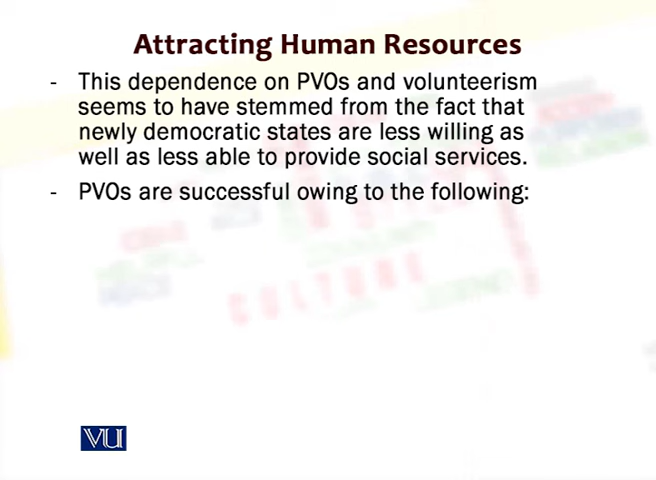 Attracting Human Resources
- This dependence on PVOs and volunteerism
seems to have stemmed from the fact that
newly democratic states are less willing as
well as less able to provide social services.
- PVOs are successful owing to the following:
CULTURE
VU